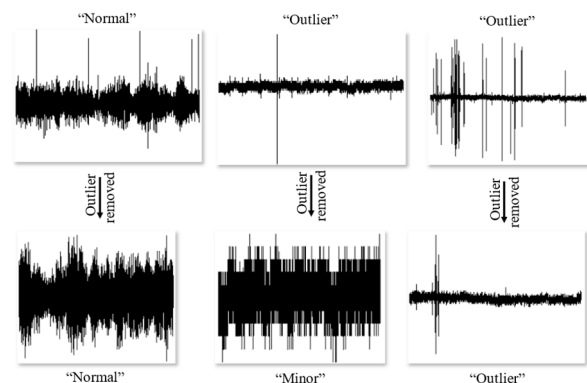 “Normal”
“Outlier”
“Outlier”
Outlier
removed
Outlier
removed
Outlier
removed
“Normal”
“Minor”
“Outlier”